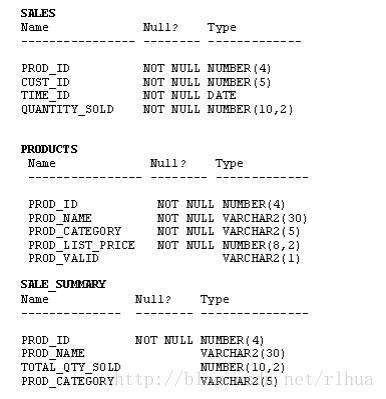 SALES
Name Null? Type
---------------- -------- -------------
PROD_ID NOT NULL NUMBER(4)
CUST_ID NOT NULL NUMBER(5)
TIME_ID NOT NULL DATE
QUANTITY_SOLD NOT NULL NUMBER(10,2)
PRODUCTS
Name Null? Type
---------------- -------- -------------
PROD_ID NOT NULL NUMBER(4)
PROD_NAME NOT NULL VARCHAR2(30)
PROD_CATEGORY NOT NULL VARCHAR2(5)
PROD_LIST_PRICE NOT NULL NUMBER(8,2)
PROD_VALID VARCHAR2(1)
SALE_SUMMARY
Name Null? Type
-------------- -------- -------------
PROD_ID NOT NULL NUMBER(4)
PROD_NAME VARCHAR2(30)
TOTAL_QTY_SOLD NUMBER(10,2)
PROD_CATEGORY VARCHAR2(5)